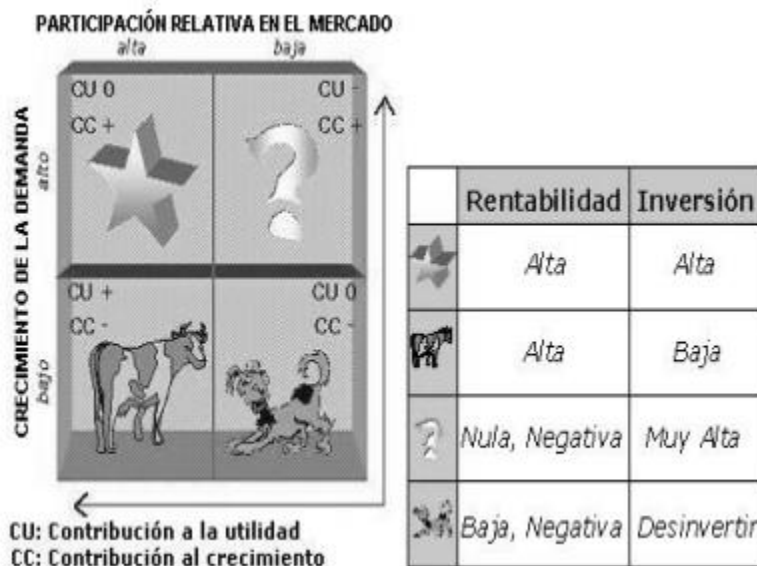 PARTICIPACIÓN RELATIVA EN EL MERCADO
alta baja
CRECIMIENTO DE LA DEMANDA
alto
bajo
CU 0
CC +
CU -
CC +
CU +
CC -
CU 0
CC -
CU: Contribución a la utilidad
CC: Contribución al crecimiento
Rentabilidad Inversión
Alta Alta
Alta Baja
Nula, Negativa Muy Alta
Baja, Negativa Desinvertir